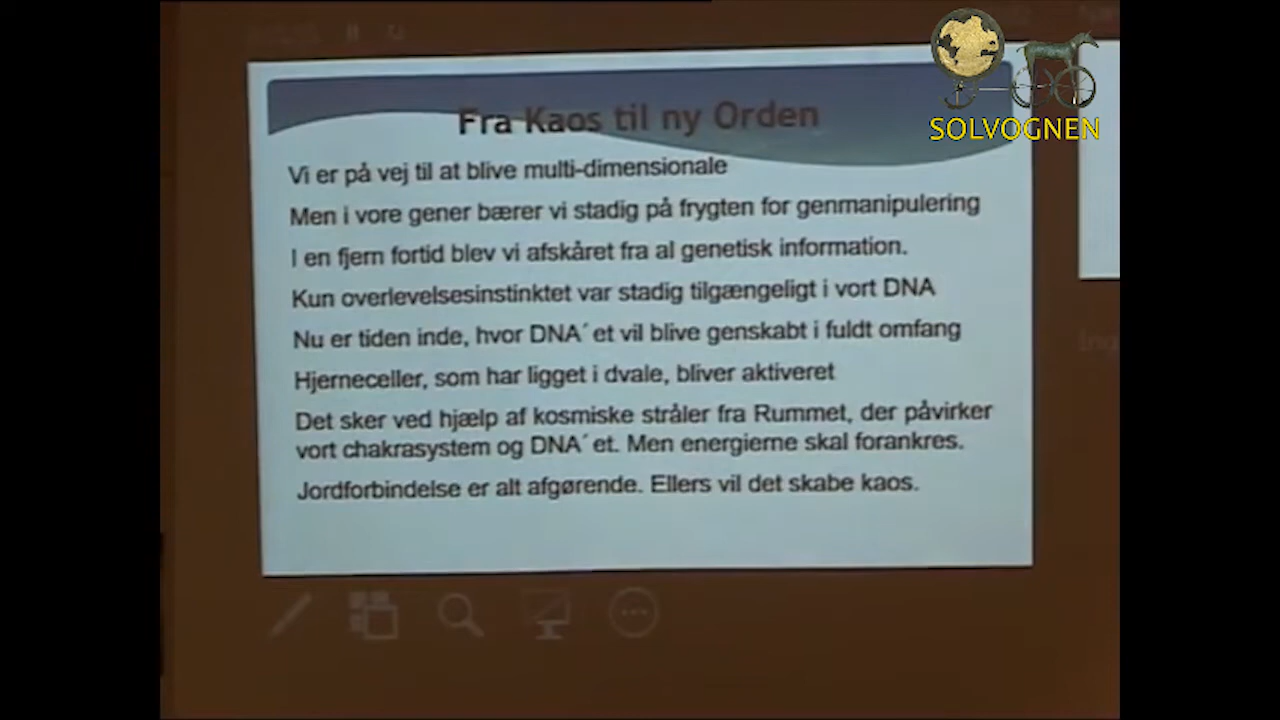 SOLVOGNEN
Fra Kaos til ny Orden
Vi er på vej til at blive multi-dimensionale
Men i vore gener bærer vi stadig på frygten for genmanipulering
I en fjern fortid blev vi afskåret fra al genetisk information.
Kun overlevelsesinstinktet var stadig tilgængeligt i vort DNA
Nu er tiden inde, hvor DNA´et vil blive genskabt i fuldt omfang
Hjerneceller, som har ligget i dvale, bliver aktiveret
Det sker ved hjælp af kosmiske stråler fra Rummet, der påvirker
vort chakrasystem og DNA´et. Men energierne skal forankres.
Jordforbindelse er alt afgørende. Ellers vil det skabe kaos.